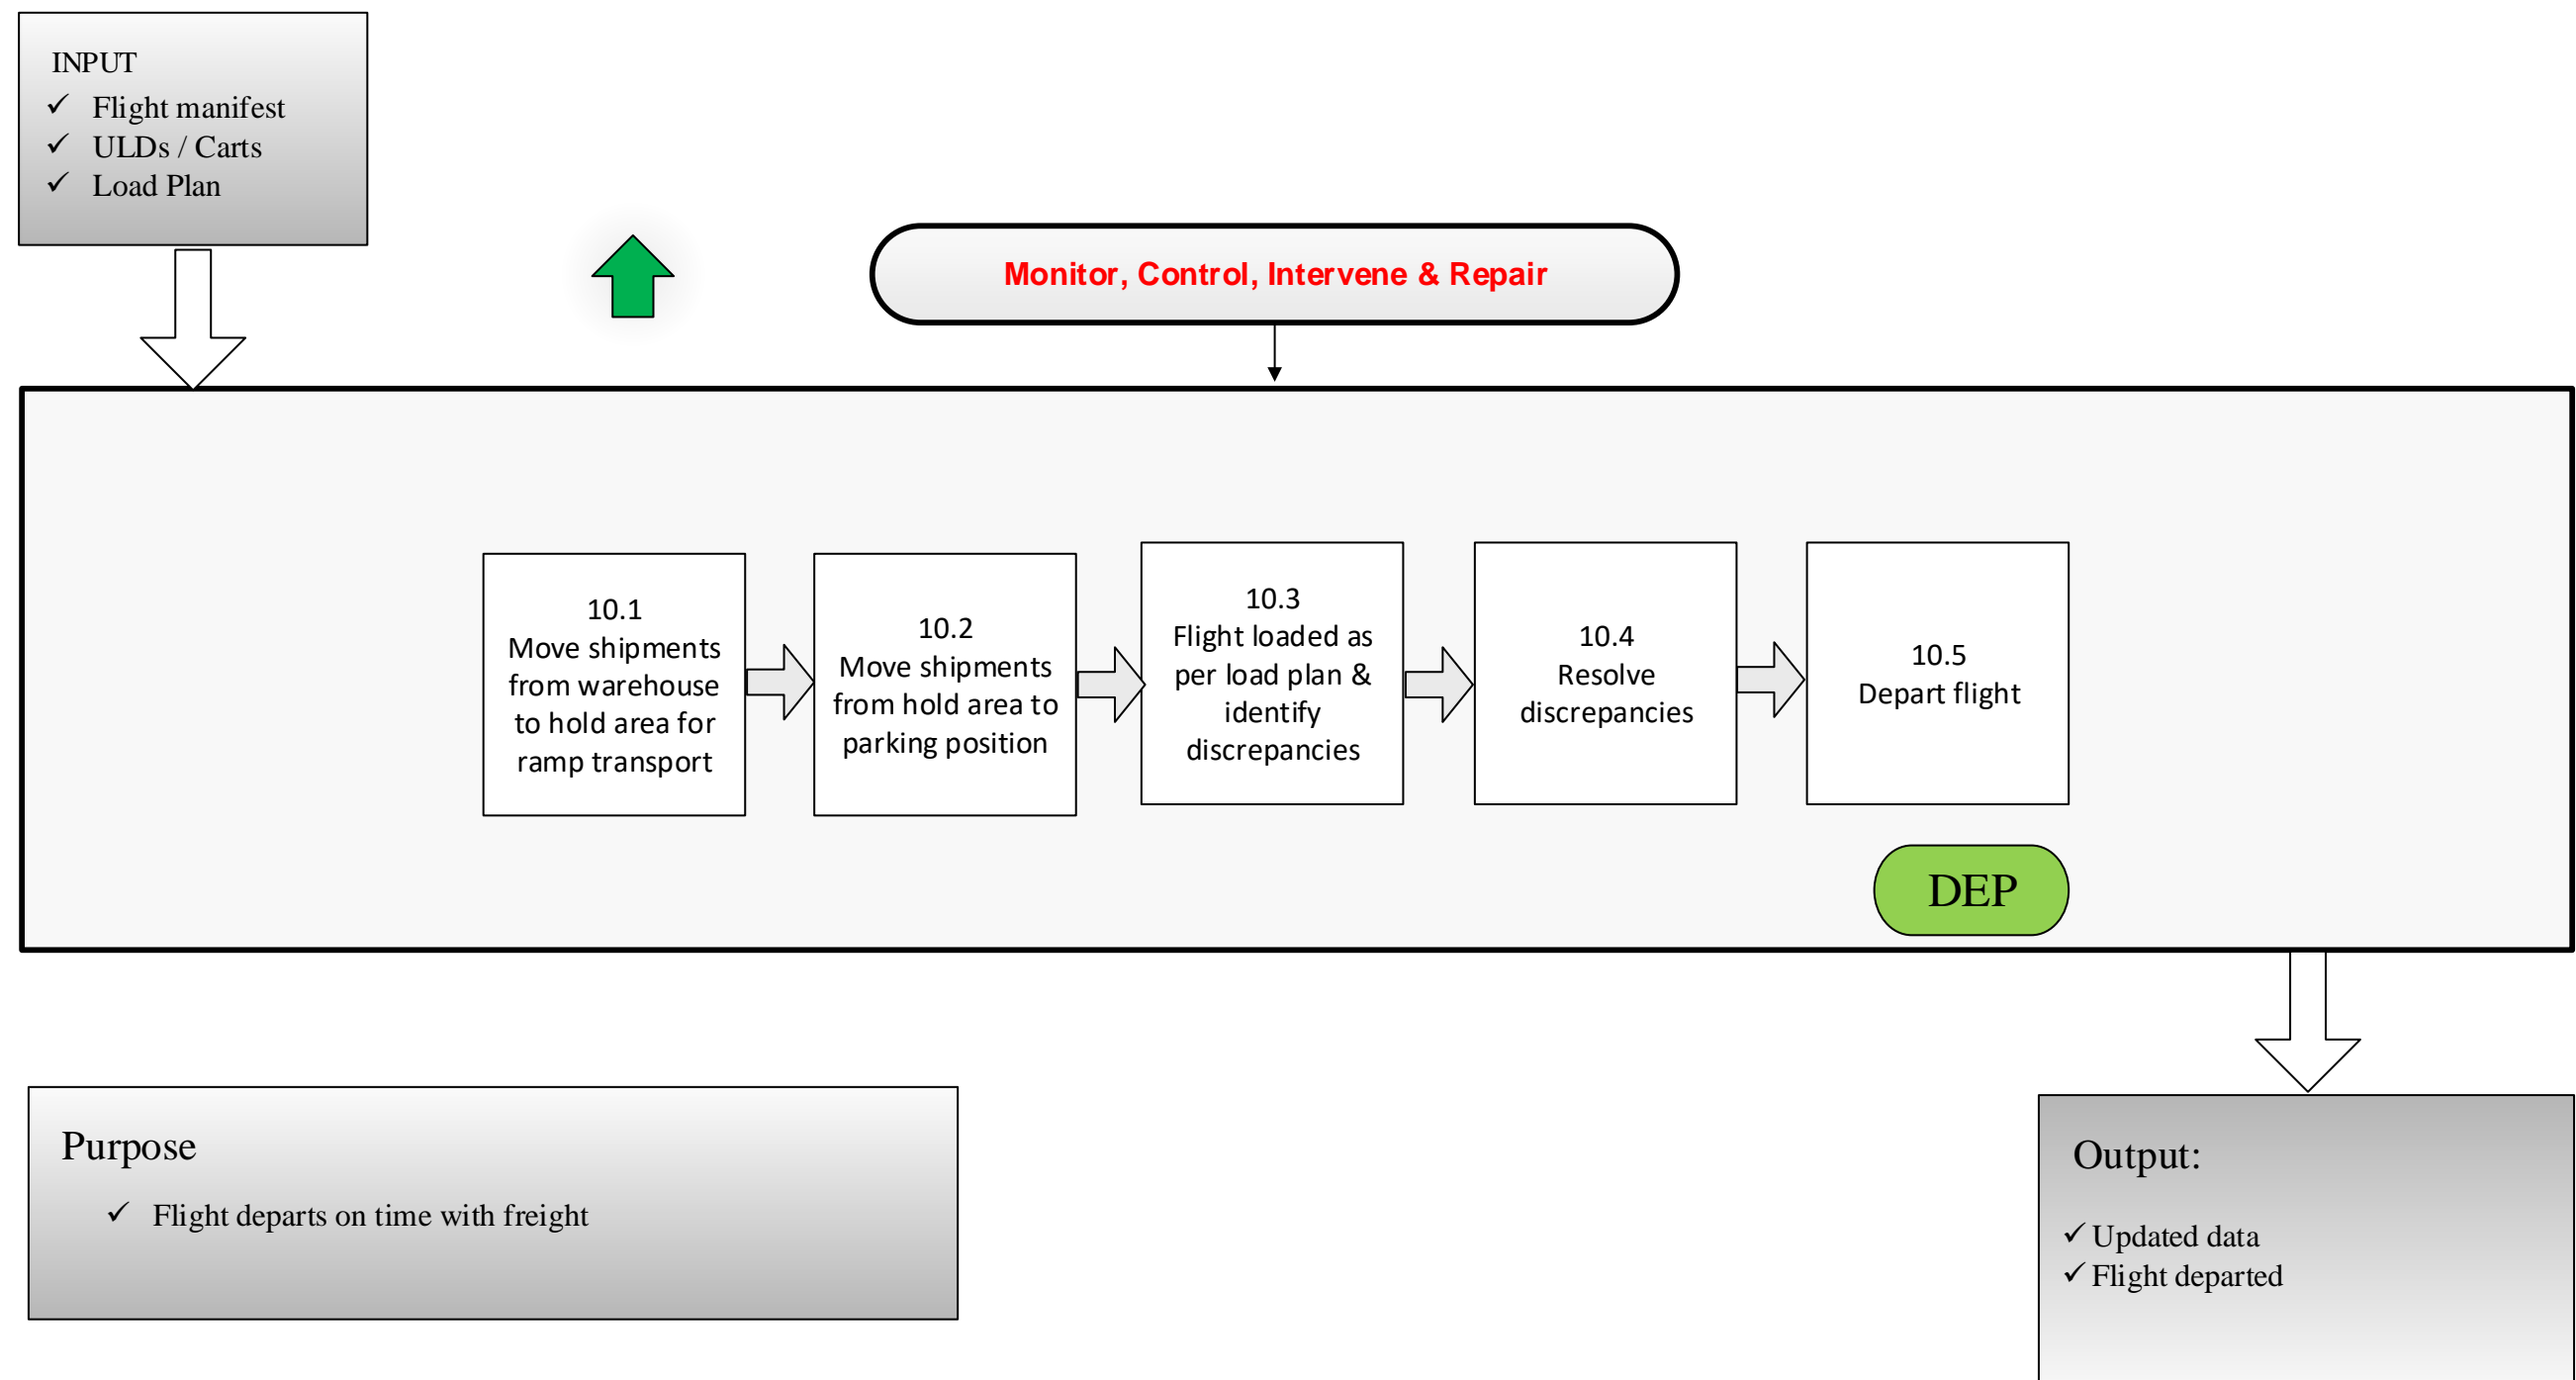 INPUT
✓ Flight manifest
✓ ULDs / Carts
✓ Load Plan
Monitor, Control, Intervene & Repair
10.1
Move shipments
from warehouse
to hold area for
ramp transport
10.2
Move shipments
from hold area to
parking position
10.3
Flight loaded as
per load plan &
identify
discrepancies
10.4
Resolve
discrepancies
10.5
Depart flight
DEP
Purpose
✓ Flight departs on time with freight
Output:
✓ Updated data
✓ Flight departed